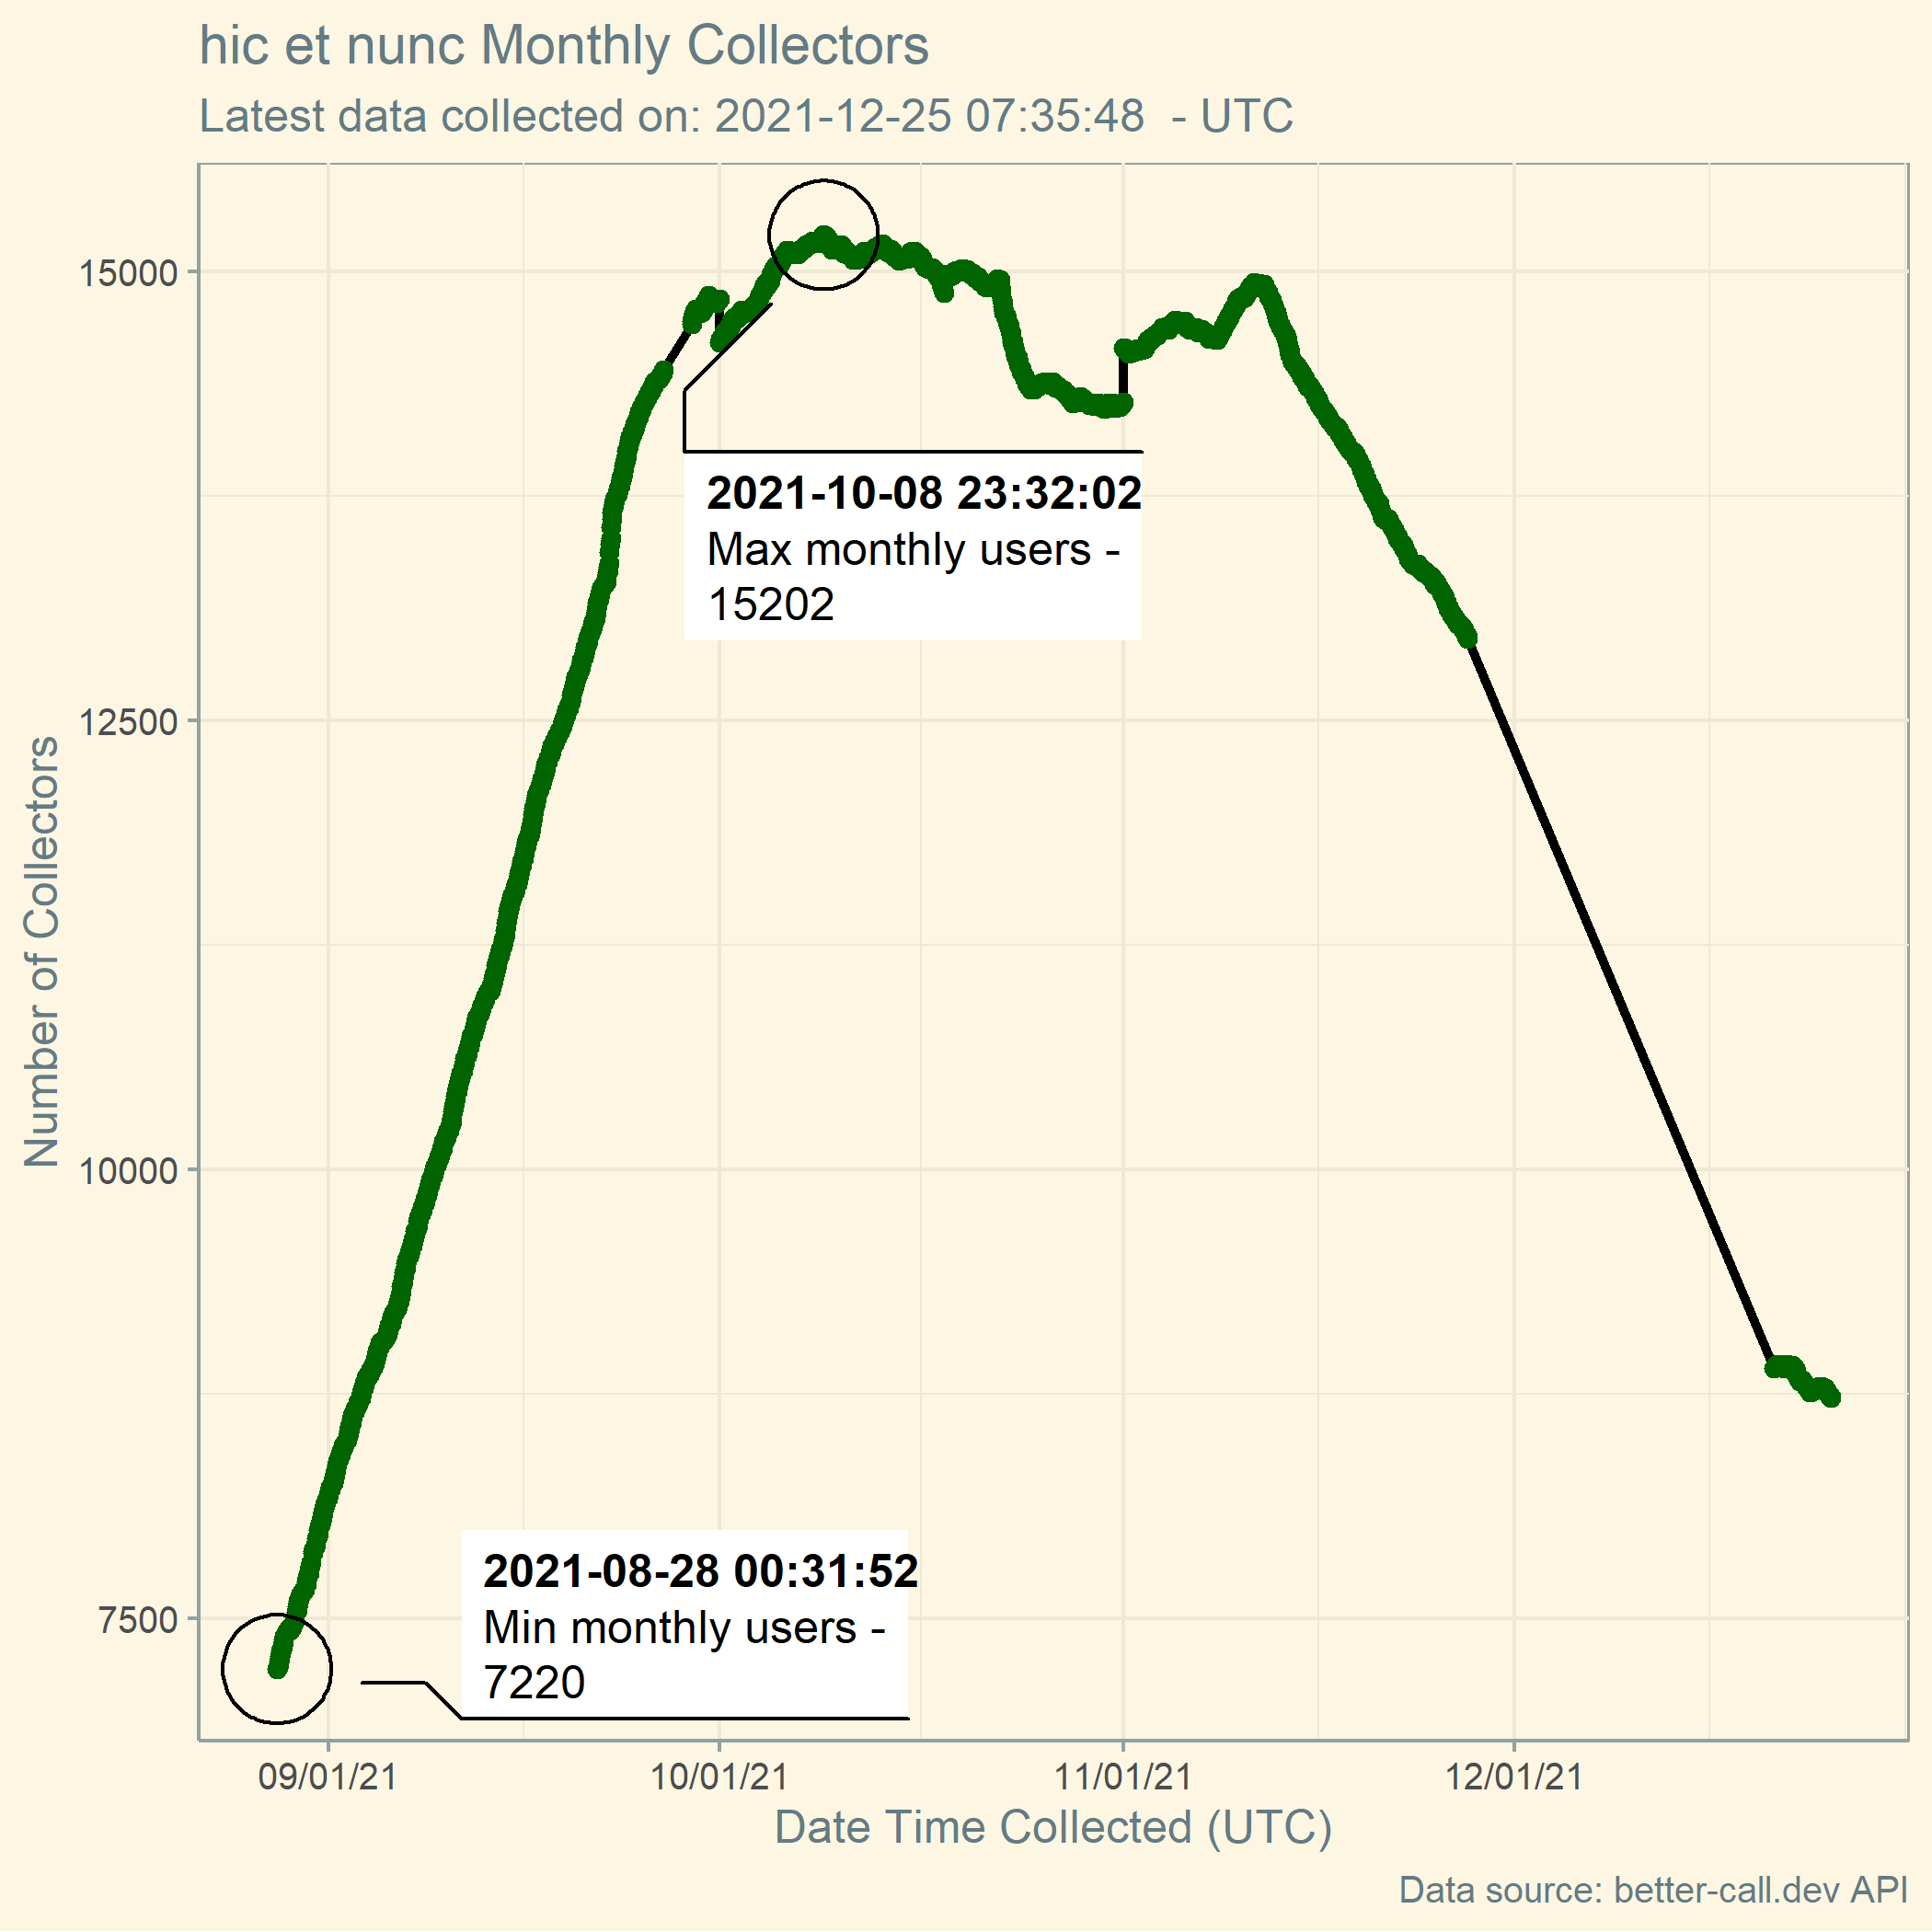 hic et nunc Monthly Collectors
Latest data collected on: 2021-12-25 07:35:48  - UTC
Number of Collectors
15000
12500
10000
7500
2021-10-08 23:32:02
Max monthly users -
15202
2021-08-28 00:31:52
Min monthly users -
7220
09/01/21
10/01/21
11/01/21
12/01/21
Date Time Collected (UTC)
Data source: better-call.dev API